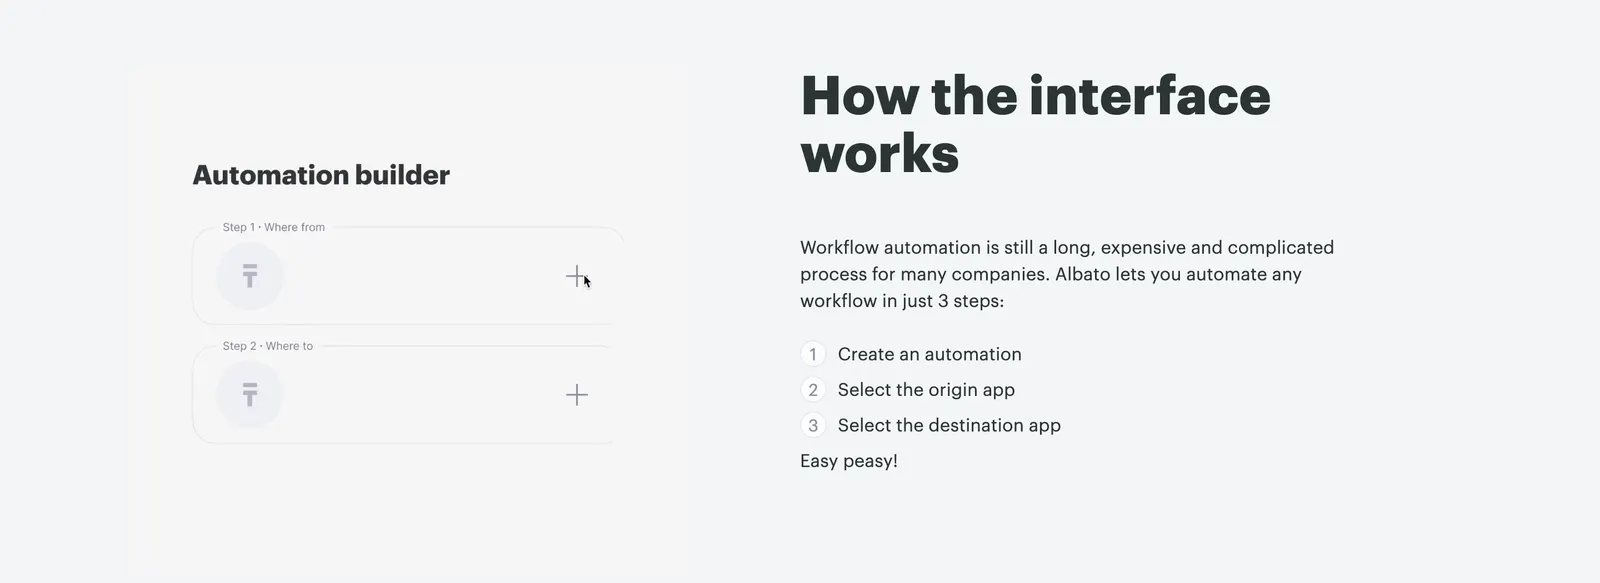 Automation builder
Step 1 · Where from
Step 2 · Where to
How the interface
works
Workflow automation is still a long, expensive and complicated
process for many companies. Albato lets you automate any
workflow in just 3 steps:
1 Create an automation
2 Select the origin app
3 Select the destination app
Easy peasy!